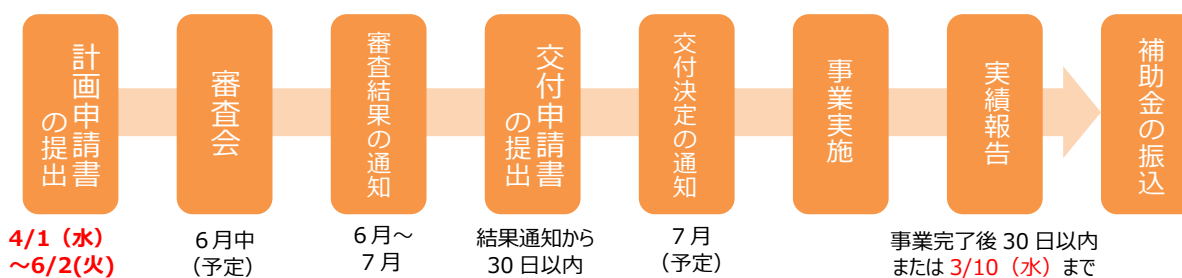 計画申請書
の提出
審査会
審査結果の通知
交付申請書
の提出
交付決定の通知
事業実施
実績報告
補助金の振込
4/1（水）
～6/2(火)
６月中
（予定）
６月～
７月
結果通知から
30 日以内
７月
（予定）
事業完了後 30 日以内
または 3/10（水）まで